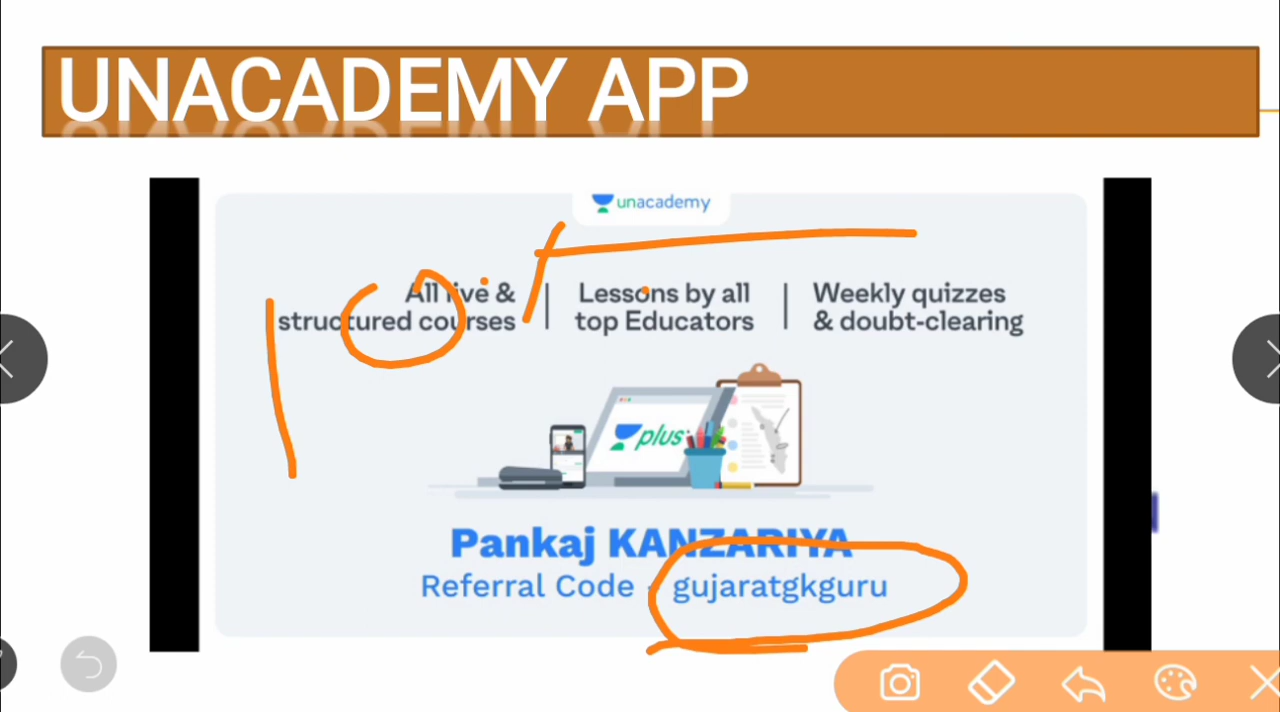 UNACADEMY APP
unacademy
All live &
structured courses
Lessons by all
top Educators
Weekly quizzes
& doubt-clearing
plus
Pankaj KANZARIYA
Referral Code - gujaratgkguru